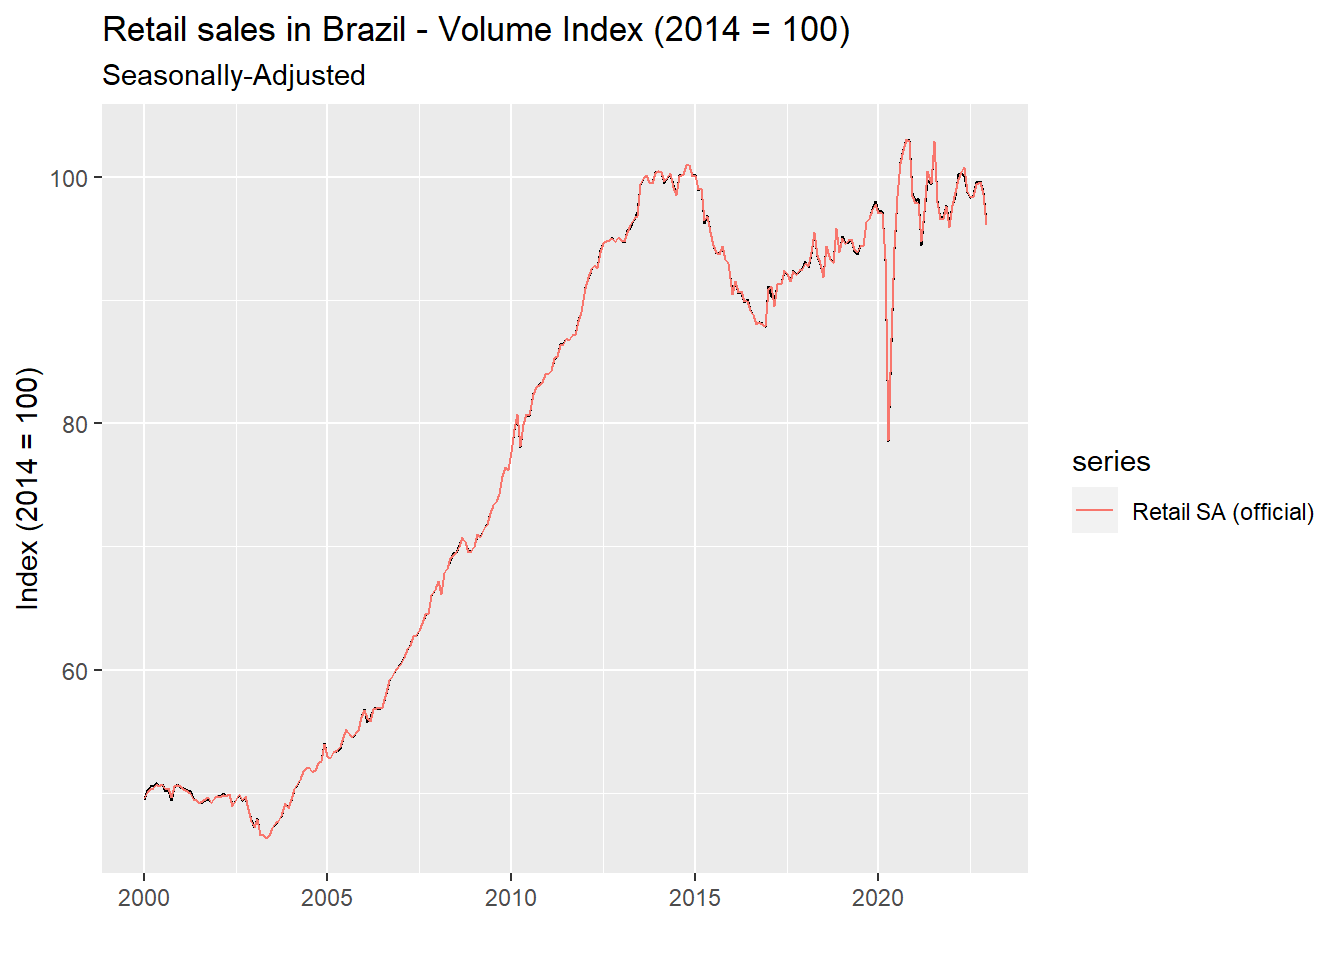 Retail sales in Brazil - Volume Index (2014 = 100)
Seasonally-Adjusted
Index (2014 = 100)
100
80
60
2000
2005
2010
2015
2020
series
Retail SA (official)